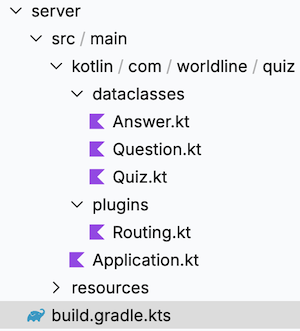 server
src / main
kotlin / com / worldline / quiz
dataclasses
Answer.kt
Question.kt
Quiz.kt
plugins
Routing.kt
Application.kt
resources
build.gradle.kts